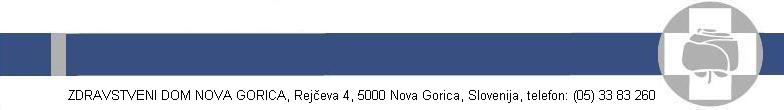 ZDRAVSTVENI DOM NOVA GORICA, Rejčeva 4, 5000 Nova Gorica, Slovenija, telefon: (05) 33 83 260